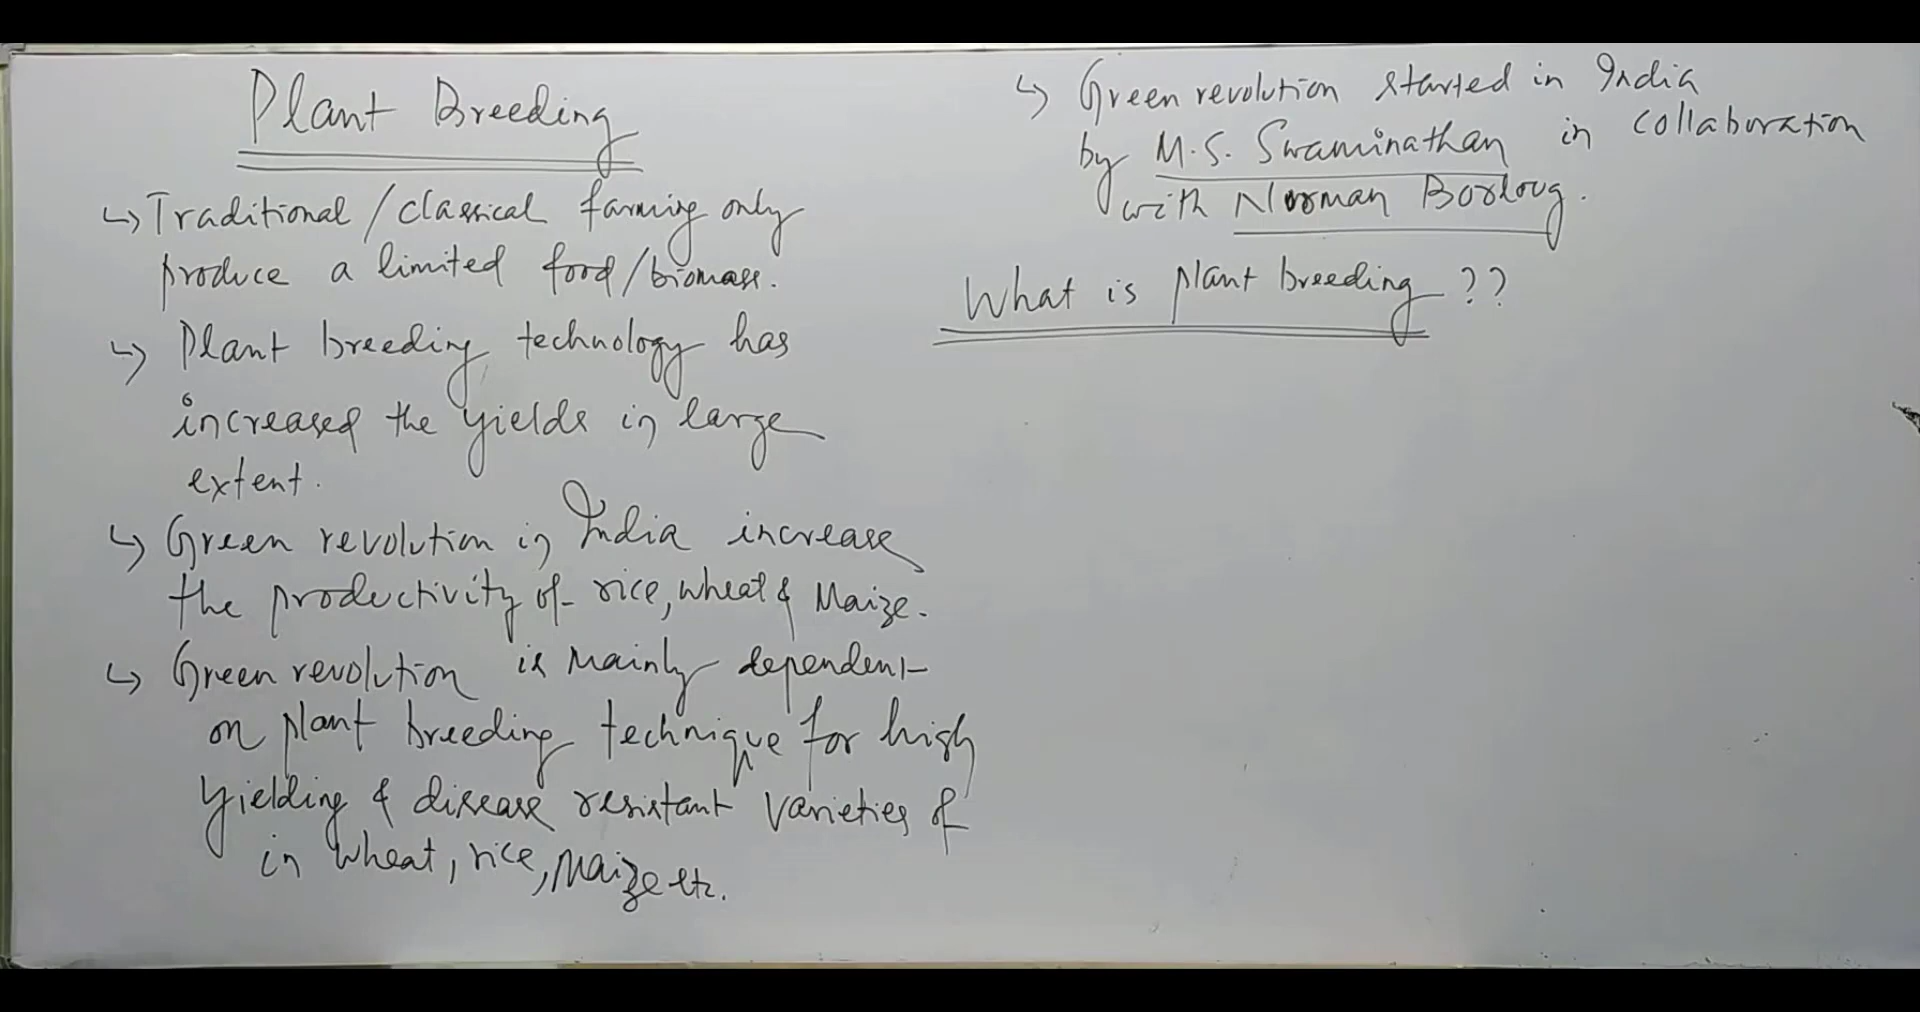 Plant Breeding
↳ Traditional / classical farming only
produce a limited food/biomass.
↳ Plant breeding technology has
increased the yields in large
extent.
↳ Green revolution in India increase
the productivity of rice, wheat & Maize.
↳ Green revolution is mainly dependent
on plant breeding technique for high
yielding & disease resistant varieties of
in wheat, rice, Maize etc.
↳ Green revolution started in India
by M.S. Swaminathan in collaboration
with Norman Borloug.
What is plant breeding ??